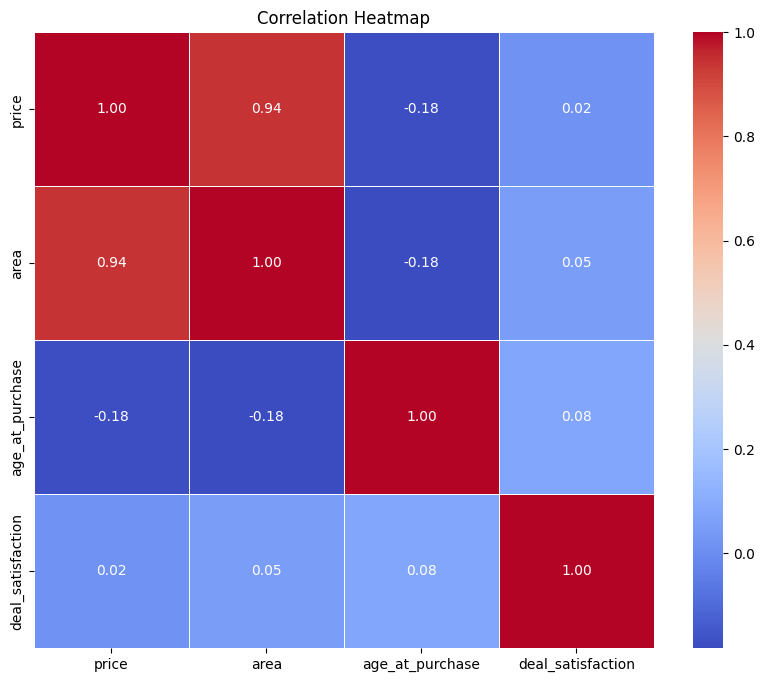 Correlation Heatmap
price 1.00 0.94 -0.18 0.02
area 0.94 1.00 -0.18 0.05
age_at_purchase -0.18 -0.18 1.00 0.08
deal_satisfaction 0.02 0.05 0.08 1.00
price area age_at_purchase deal_satisfaction
1.0
0.8
0.6
0.4
0.2
0.0